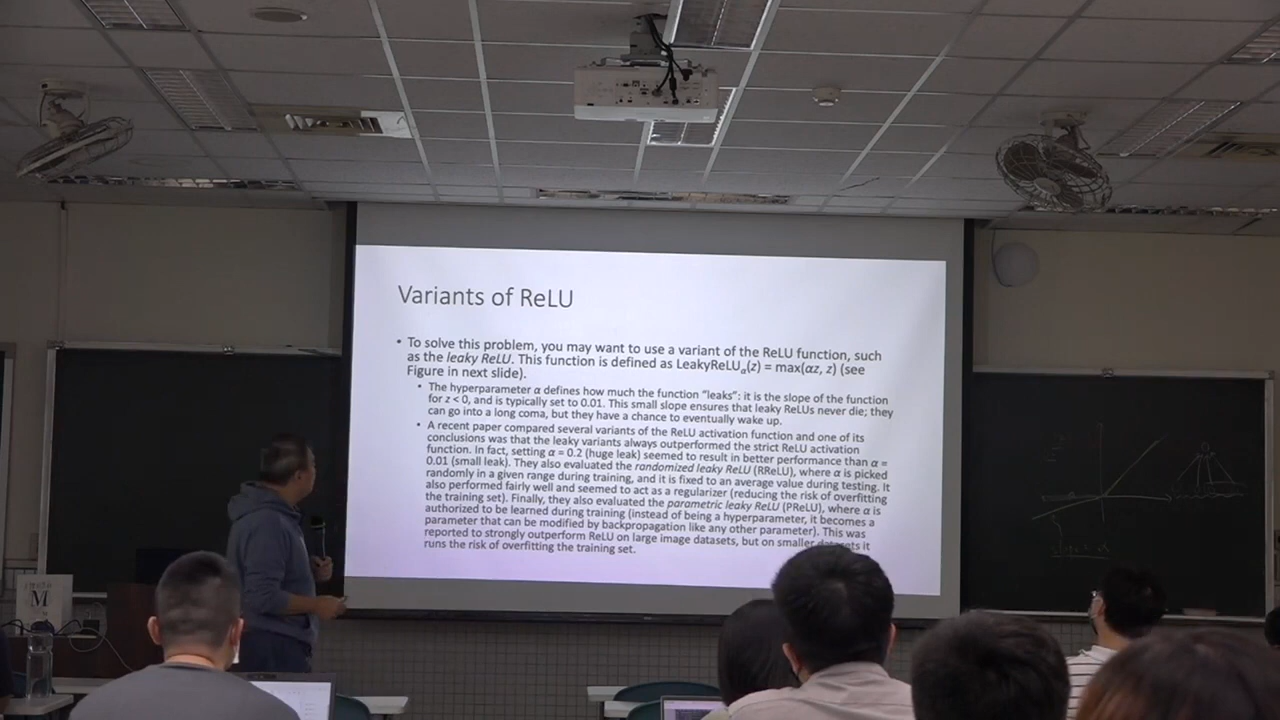 Variants of ReLU
• To solve this problem, you may want to use a variant of the ReLU function, such
as the leaky ReLU. This function is defined as LeakyReLUα(z) = max(αz, z) (see
Figure in next slide).
• The hyperparameter α defines how much the function “leaks”: it is the slope of the function
for z < 0, and is typically set to 0.01. This small slope ensures that leaky ReLUs never die; they
can go into a long coma, but they have a chance to eventually wake up.
• A recent paper compared several variants of the ReLU activation function and one of its
conclusions was that the leaky variants always outperformed the strict ReLU activation
function. In fact, setting α = 0.2 (huge leak) seemed to result in better performance than α =
0.01 (small leak). They also evaluated the randomized leaky ReLU (RReLU), where α is picked
randomly in a given range during training, and it is fixed to an average value during testing. It
also performed fairly well and seemed to act as a regularizer (reducing the risk of overfitting
the training set). Finally, they also evaluated the parametric leaky ReLU (PReLU), where α is
authorized to be learned during training (instead of being a hyperparameter, it becomes a
parameter that can be modified by backpropagation like any other parameter). This was
reported to strongly outperform ReLU on large image datasets, but on smaller datasets it
runs the risk of overfitting the training set.
M